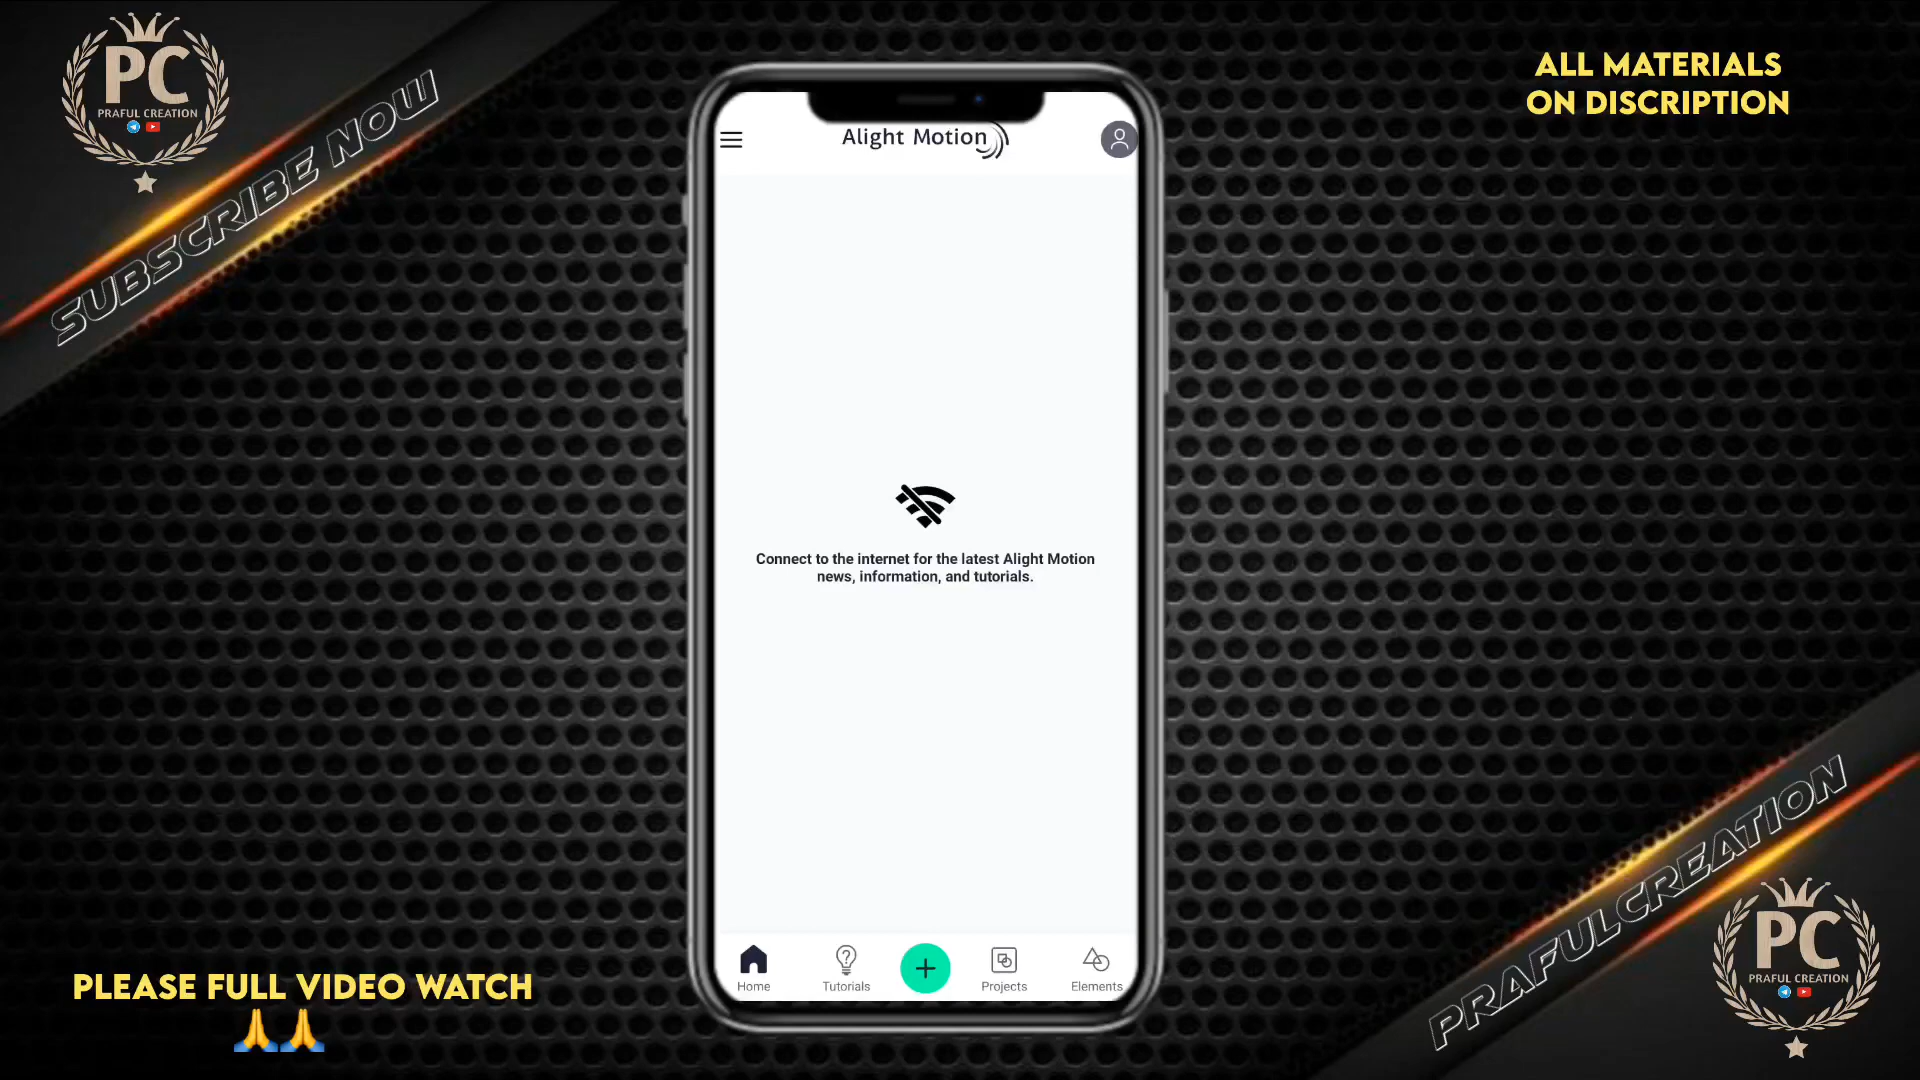 PC
PRAFUL CREATION
SUBSCRIBE NOW
ALL MATERIALS
ON DISCRIPTION
Alight Motion
Connect to the internet for the latest Alight Motion
news, information, and tutorials.
Home
Tutorials
Projects
Elements
PLEASE FULL VIDEO WATCH
PRAFULCREATION
PC
PRAFUL CREATION